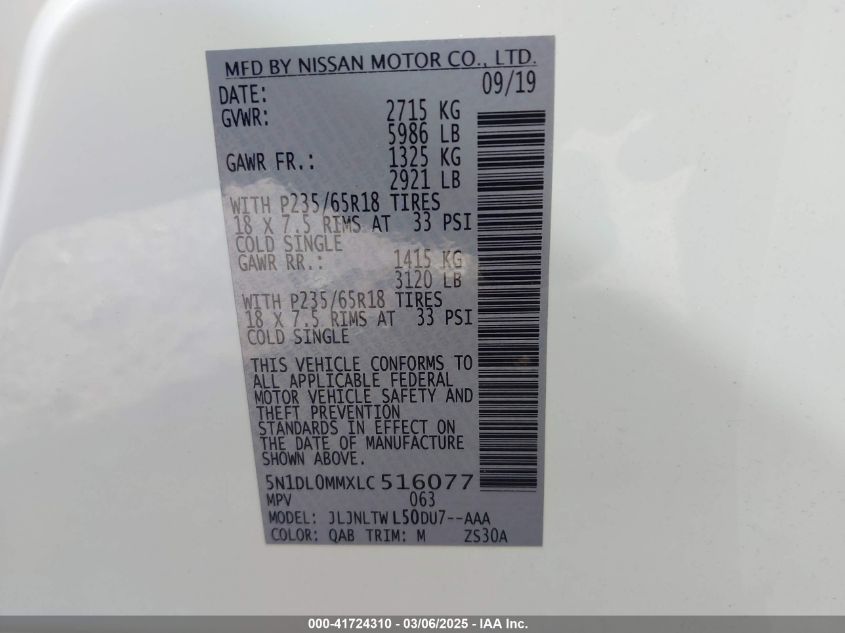 MFD BY NISSAN MOTOR CO., LTD.
DATE: 09/19
GVWR: 2715 KG
5986 LB
GAWR FR.: 1325 KG
2921 LB
WITH P235/65R18 TIRES
18 X 7.5 RIMS AT 33 PSI
COLD SINGLE
GAWR RR.: 1415 KG
3120 LB
WITH P235/65R18 TIRES
18 X 7.5 RIMS AT 33 PSI
COLD SINGLE
THIS VEHICLE CONFORMS TO
ALL APPLICABLE FEDERAL
MOTOR VEHICLE SAFETY AND
THEFT PREVENTION
STANDARDS IN EFFECT ON
THE DATE OF MANUFACTURE
SHOWN ABOVE.
5N1DL0MMXLC 516077
MPV 063
MODEL: JLJNLTW L50DU7--AAA
COLOR: QAB TRIM: M ZS30A
000-41724310 - 03/06/2025 - IAA Inc.